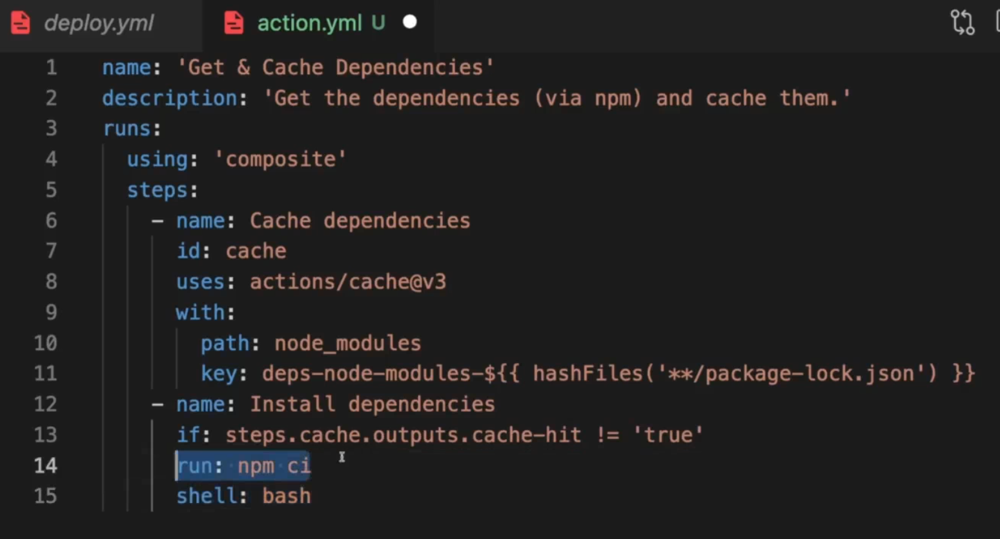 deploy.yml
action.yml U
1 name: 'Get & Cache Dependencies'
2 description: 'Get the dependencies (via npm) and cache them.'
3 runs:
4 using: 'composite'
5 steps:
6 - name: Cache dependencies
7 id: cache
8 uses: actions/cache@v3
9 with:
10 path: node_modules
11 key: deps-node-modules-${{ hashFiles('**/package-lock.json') }}
12 - name: Install dependencies
13 if: steps.cache.outputs.cache-hit != 'true'
14 run: npm ci
15 shell: bash